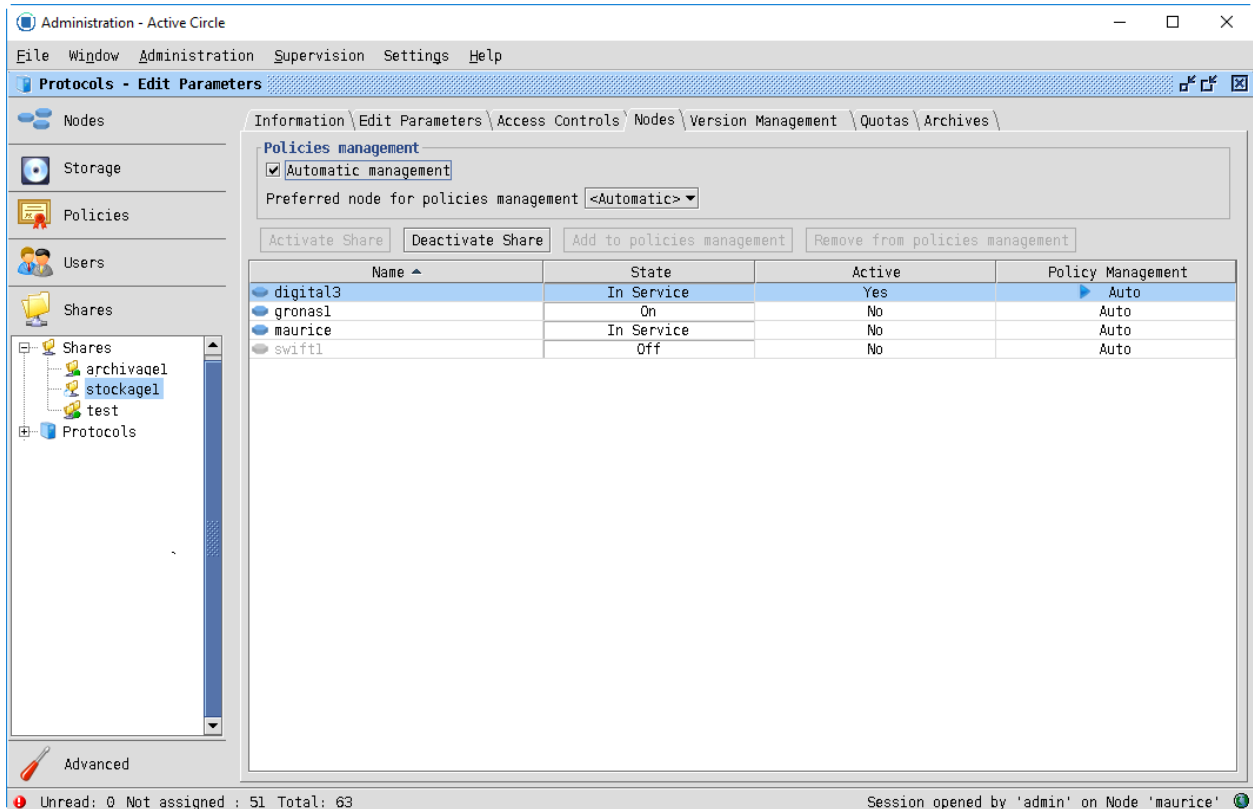 Administration - Active Circle
File Window Administration Supervision Settings Help
Protocols - Edit Parameters
Nodes
Storage
Policies
Users
Shares
Shares
archivage1
stockage1
test
Protocols
Advanced
Information Edit Parameters Access Controls Nodes Version Management Quotas Archives
Policies management
Automatic management
Preferred node for policies management <Automatic>
Activate Share Deactivate Share Add to policies management Remove from policies management
Name State Active Policy Management
digital3 In Service Yes Auto
gronas1 On No Auto
maurice In Service No Auto
swift1 Off No Auto
Unread: 0 Not assigned : 51 Total: 63 Session opened by 'admin' on Node 'maurice'